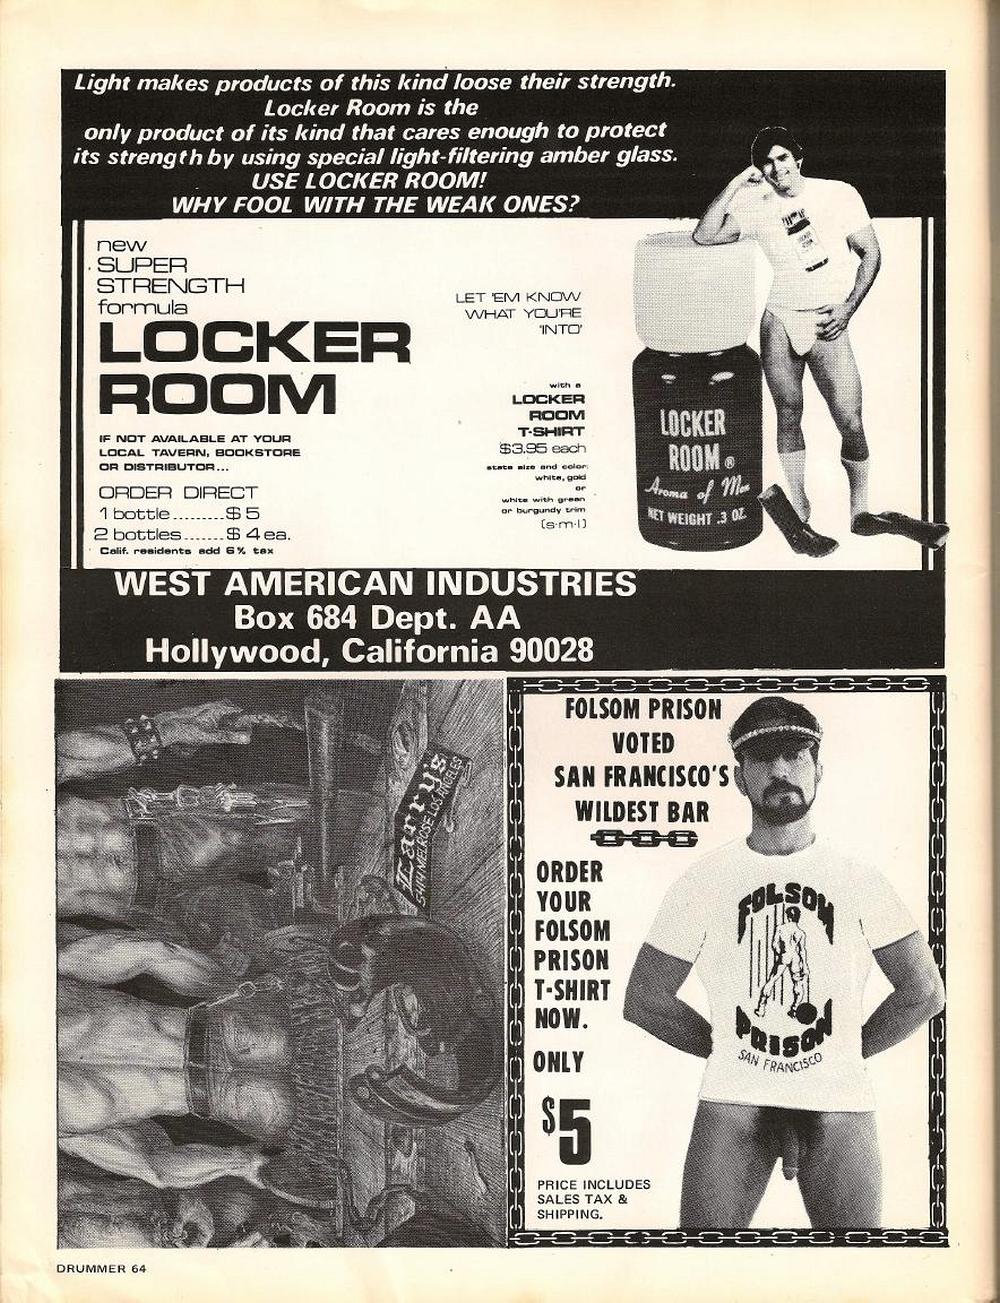 Light makes products of this kind loose their strength.
Locker Room is the
only product of its kind that cares enough to protect
its strength by using special light-filtering amber glass.
USE LOCKER ROOM!
WHY FOOL WITH THE WEAK ONES?
new
SUPER
STRENGTH
formula
LOCKER
ROOM
IF NOT AVAILABLE AT YOUR
LOCAL TAVERN, BOOKSTORE
OR DISTRIBUTOR...
ORDER DIRECT
1 bottle.........$ 5
2 bottles.......$ 4 ea.
Calif. residents add 6% tax
LET 'EM KNOW
WHAT YOU'RE
'INTO'
with a
LOCKER
ROOM
T-SHIRT
$3.95 each
state size and color:
white, gold
or
white with green
or burgundy trim
(s-m-l)
LOCKER
ROOM ®
Aroma of Men
NET WEIGHT .3 OZ.
WEST AMERICAN INDUSTRIES
Box 684 Dept. AA
Hollywood, California 90028
Larry's
5414 MELROSE LOS ANGELES
FOLSOM PRISON
VOTED
SAN FRANCISCO'S
WILDEST BAR
ORDER
YOUR
FOLSOM
PRISON
T-SHIRT
NOW.
ONLY
$5
PRICE INCLUDES
SALES TAX &
SHIPPING.
FOLSOM
PRISON
SAN FRANCISCO
DRUMMER 64